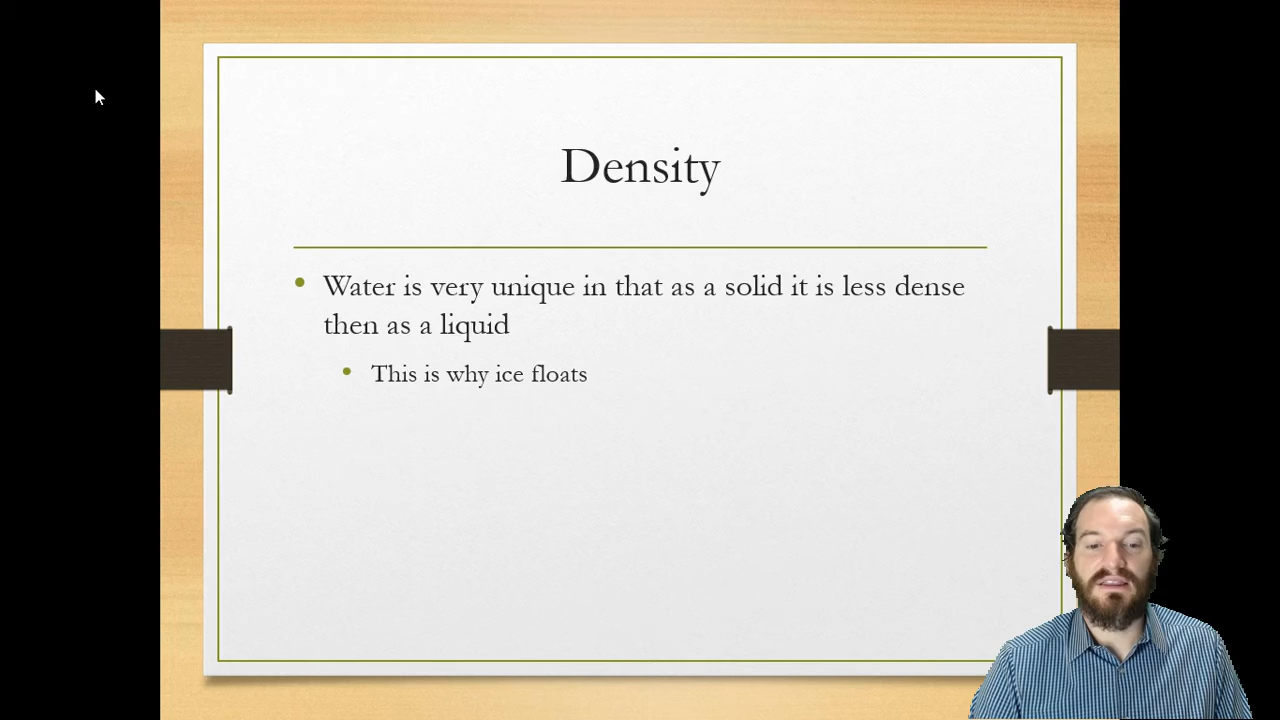 Density
Water is very unique in that as a solid it is less dense
then as a liquid
This is why ice floats